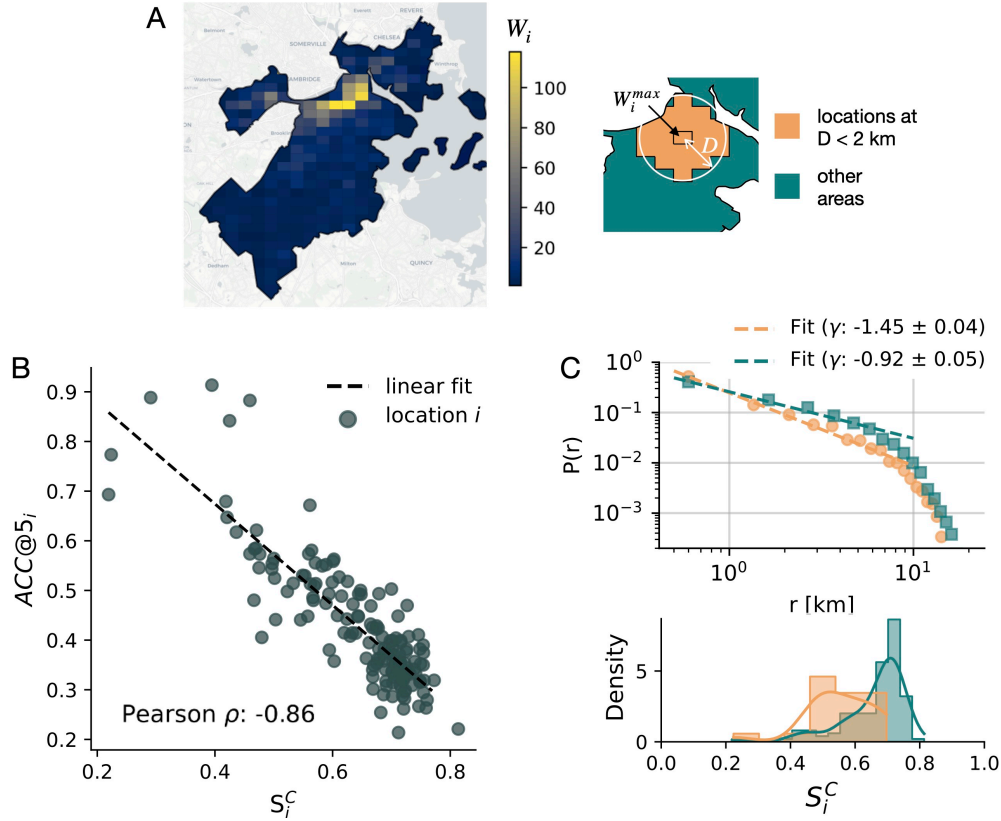 A
Everett
REVERE
Belmont
SOMERVILLE
CHELSEA
Winthrop
Watertown
AMBRIDGE
Dedham
Milton
QUINCY
W_i
100
80
60
40
20
W_i^{max}
D
locations at
D < 2 km
other
areas
B
0.9
0.8
0.7
0.6
0.5
0.4
0.3
0.2
ACC@5_i
linear fit
location i
Pearson ρ: -0.86
0.2
0.4
0.6
0.8
S_i^C
Fit (γ: -1.45 ± 0.04)
Fit (γ: -0.92 ± 0.05)
C
10^0
10^{-1}
10^{-2}
10^{-3}
P(r)
10^0
10^1
r [km]
Density
5
0
0.0
0.2
0.4
0.6
0.8
1.0
S_i^C